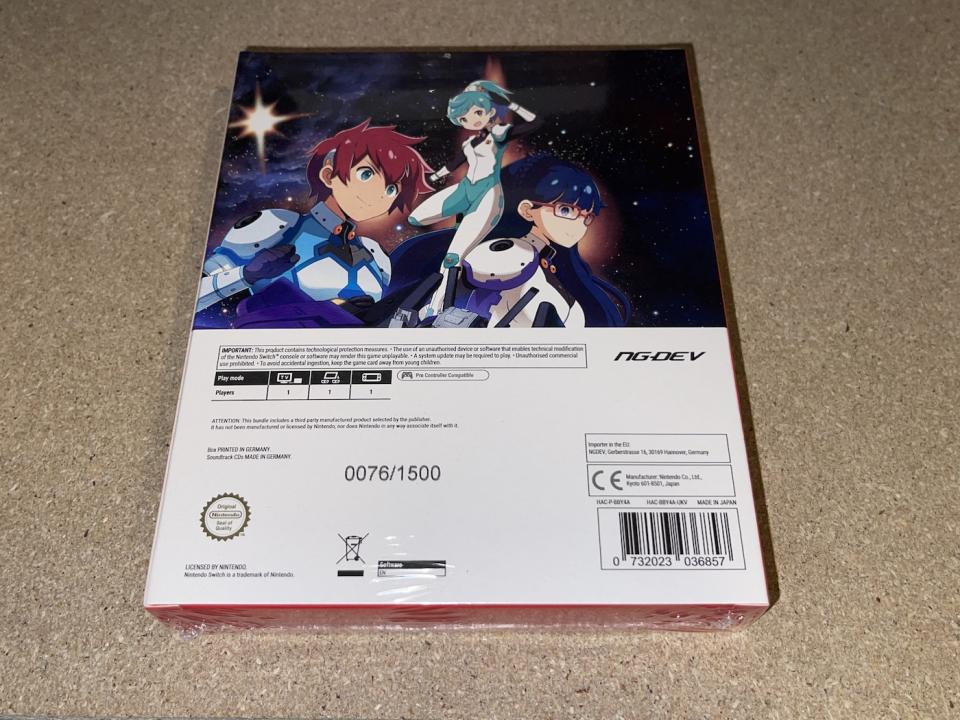 IMPORTANT: This product contains technological protection measures. • The use of an unauthorised device or software that enables technical modification
of the Nintendo Switch™ console or software may render this game unplayable. • A system update may be required to play. • Unauthorised commercial
use prohibited. • To avoid accidental ingestion, keep the game card away from young children.
NG:DEV
Play mode TV
Pro Controller Compatible
Players 1 1 1
ATTENTION: This bundle includes a third party manufactured product selected by the publisher.
It has not been manufactured or licensed by Nintendo, nor does Nintendo in any way associate itself with it.
Box PRINTED IN GERMANY.
Soundtrack CDs MADE IN GERMANY.
0076/1500
Importer in the EU:
NGDEV, Gerberstrasse 16, 30169 Hannover, Germany
CE Manufacturer: Nintendo Co., Ltd.,
Kyoto 601-8501, Japan
HAC-P-BBY4A HAC-BBY4A-UKV MADE IN JAPAN
0 732023 036857
Original
Nintendo
Seal of
Quality
TM
LICENSED BY NINTENDO.
Nintendo Switch is a trademark of Nintendo.
Software
EN